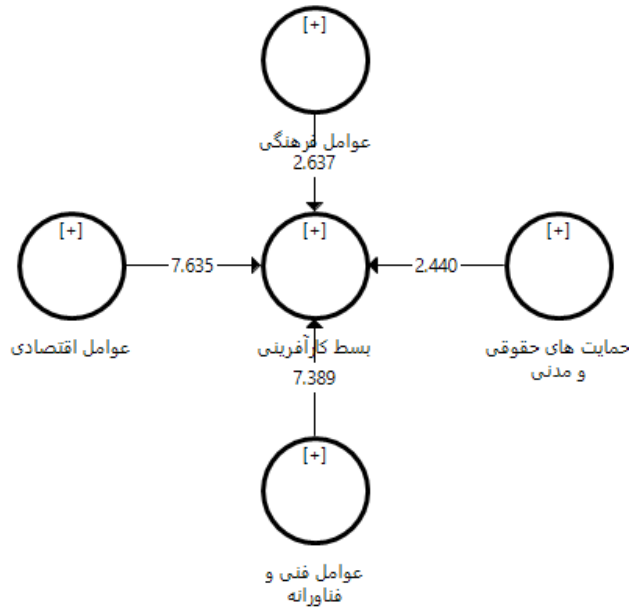 [+]
عوامل فرهنگی
2.637
[+]
عوامل اقتصادی
7.635
[+]
بسط کارآفرینی
2.440
[+]
حمایت های حقوقی
و مدنی
7.389
[+]
عوامل فنی و
فناورانه